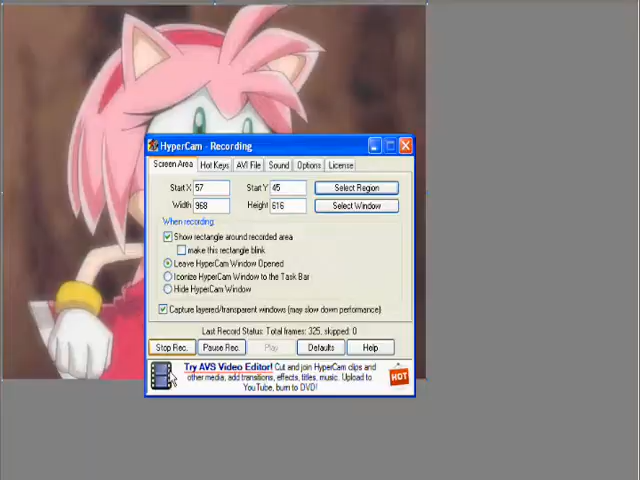 HyperCam - Recording
Screen Area Hot Keys AVI File Sound Options License
Start X 57 Start Y 45 Select Region
Width 968 Height 616 Select Window
When recording:
Show rectangle around recorded area
make this rectangle blink
Leave HyperCam Window Opened
Iconize HyperCam Window to the Task Bar
Hide HyperCam Window
Capture layered/transparent windows (may slow down performance)
Last Record Status: Total frames: 325, skipped: 0
Stop Rec. Pause Rec. Play Defaults Help
Try AVS Video Editor! Cut and join HyperCam clips and
other media, add transitions, effects, titles, music. Upload to
YouTube, burn to DVD!
HOT